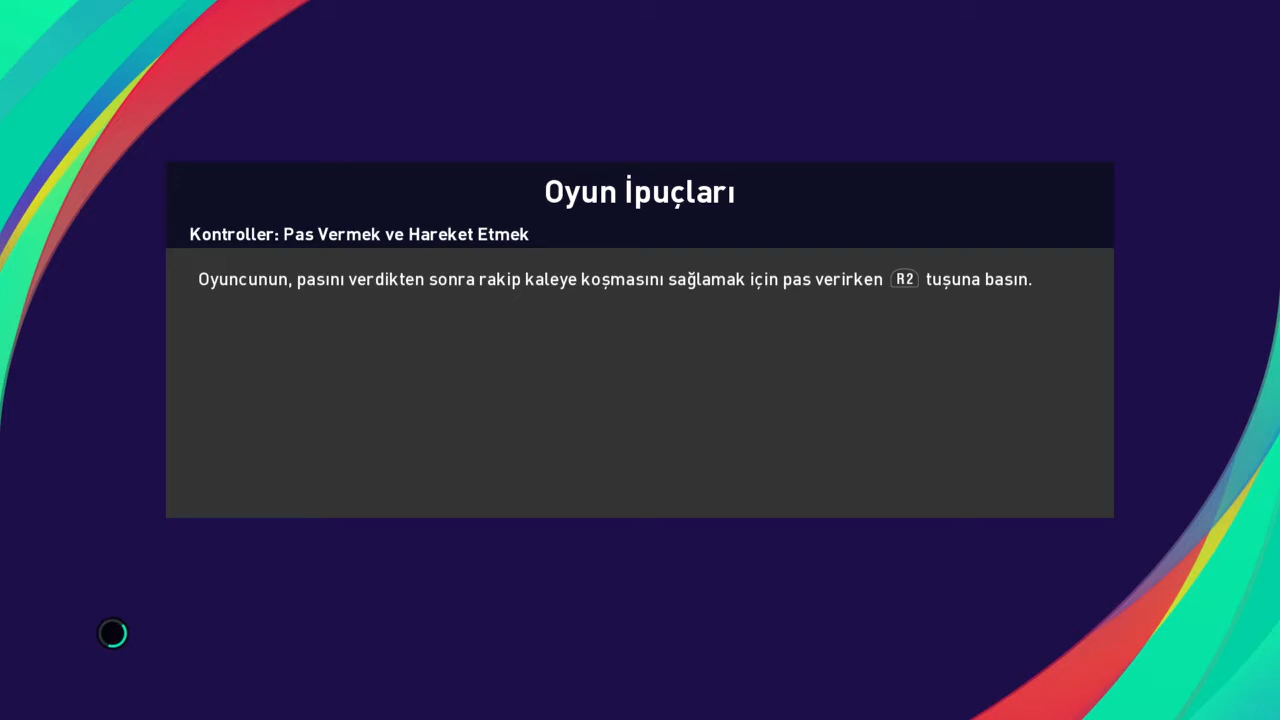 Oyun İpuçları
Kontroller: Pas Vermek ve Hareket Etmek
Oyuncunun, pasını verdikten sonra rakip kaleye koşmasını sağlamak için pas verirken R2 tuşuna basın.